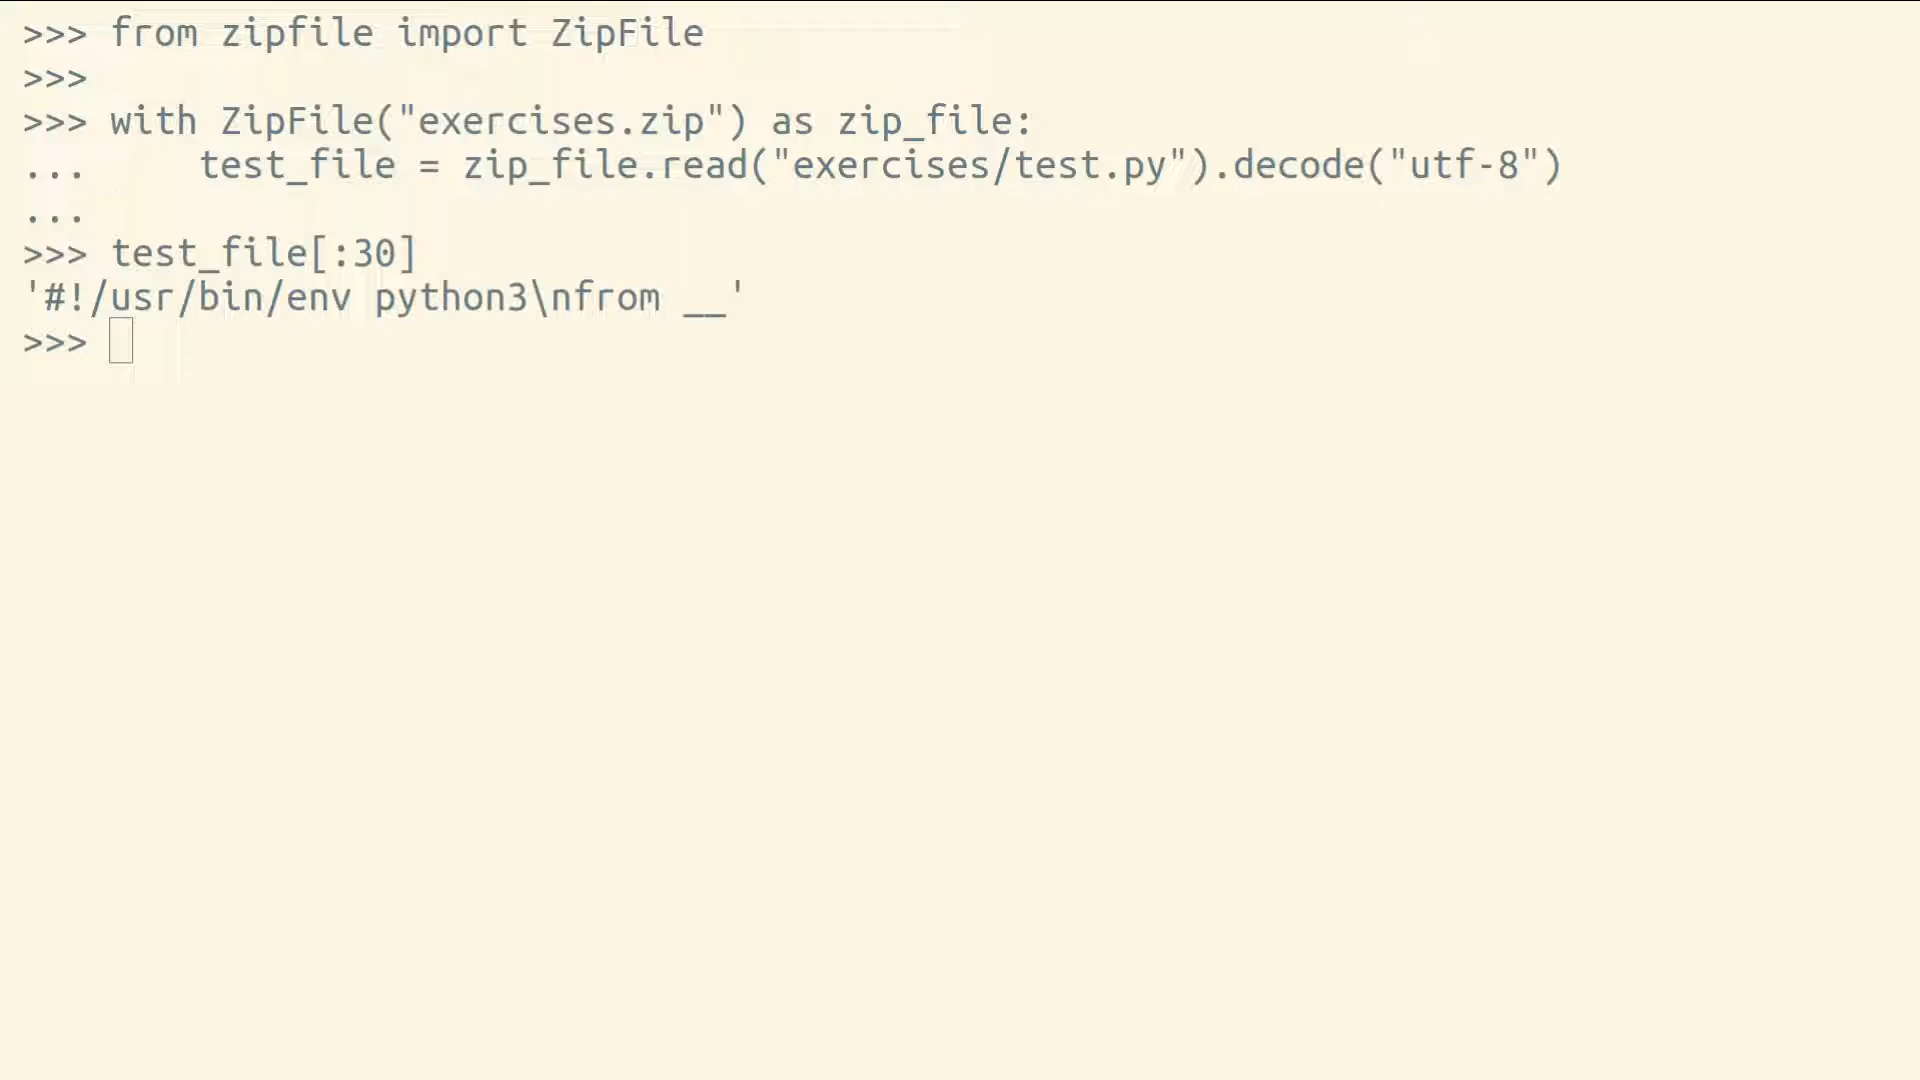 >>> from zipfile import ZipFile
>>>
>>> with ZipFile("exercises.zip") as zip_file:
...     test_file = zip_file.read("exercises/test.py").decode("utf-8")
...
>>> test_file[:30]
'#!/usr/bin/env python3\nfrom __'
>>>